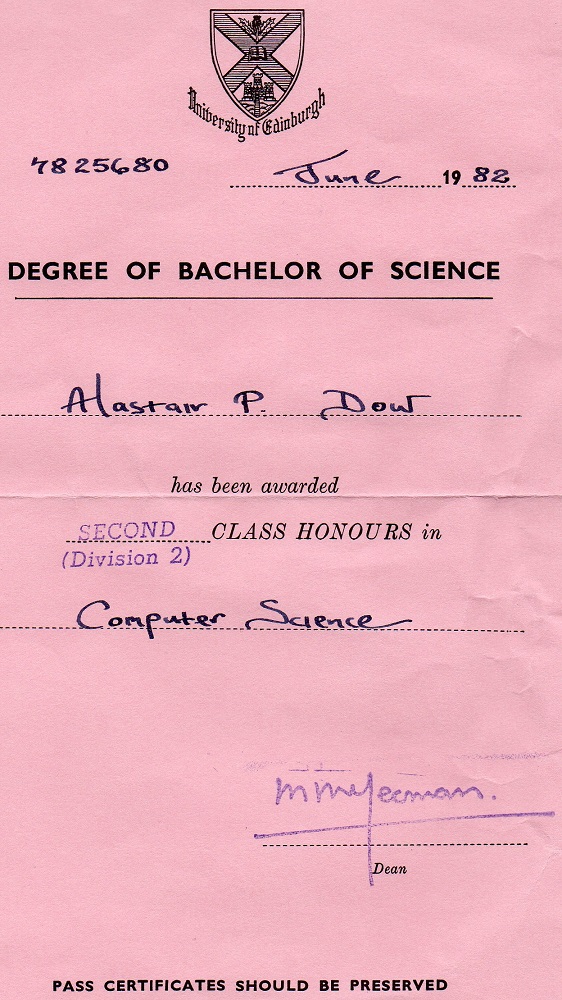 University of Edinburgh
7825680
June 1982
DEGREE OF BACHELOR OF SCIENCE
Alastair P. Dow
has been awarded
SECOND CLASS HONOURS in
(Division 2)
Computer Science
Dean
PASS CERTIFICATES SHOULD BE PRESERVED